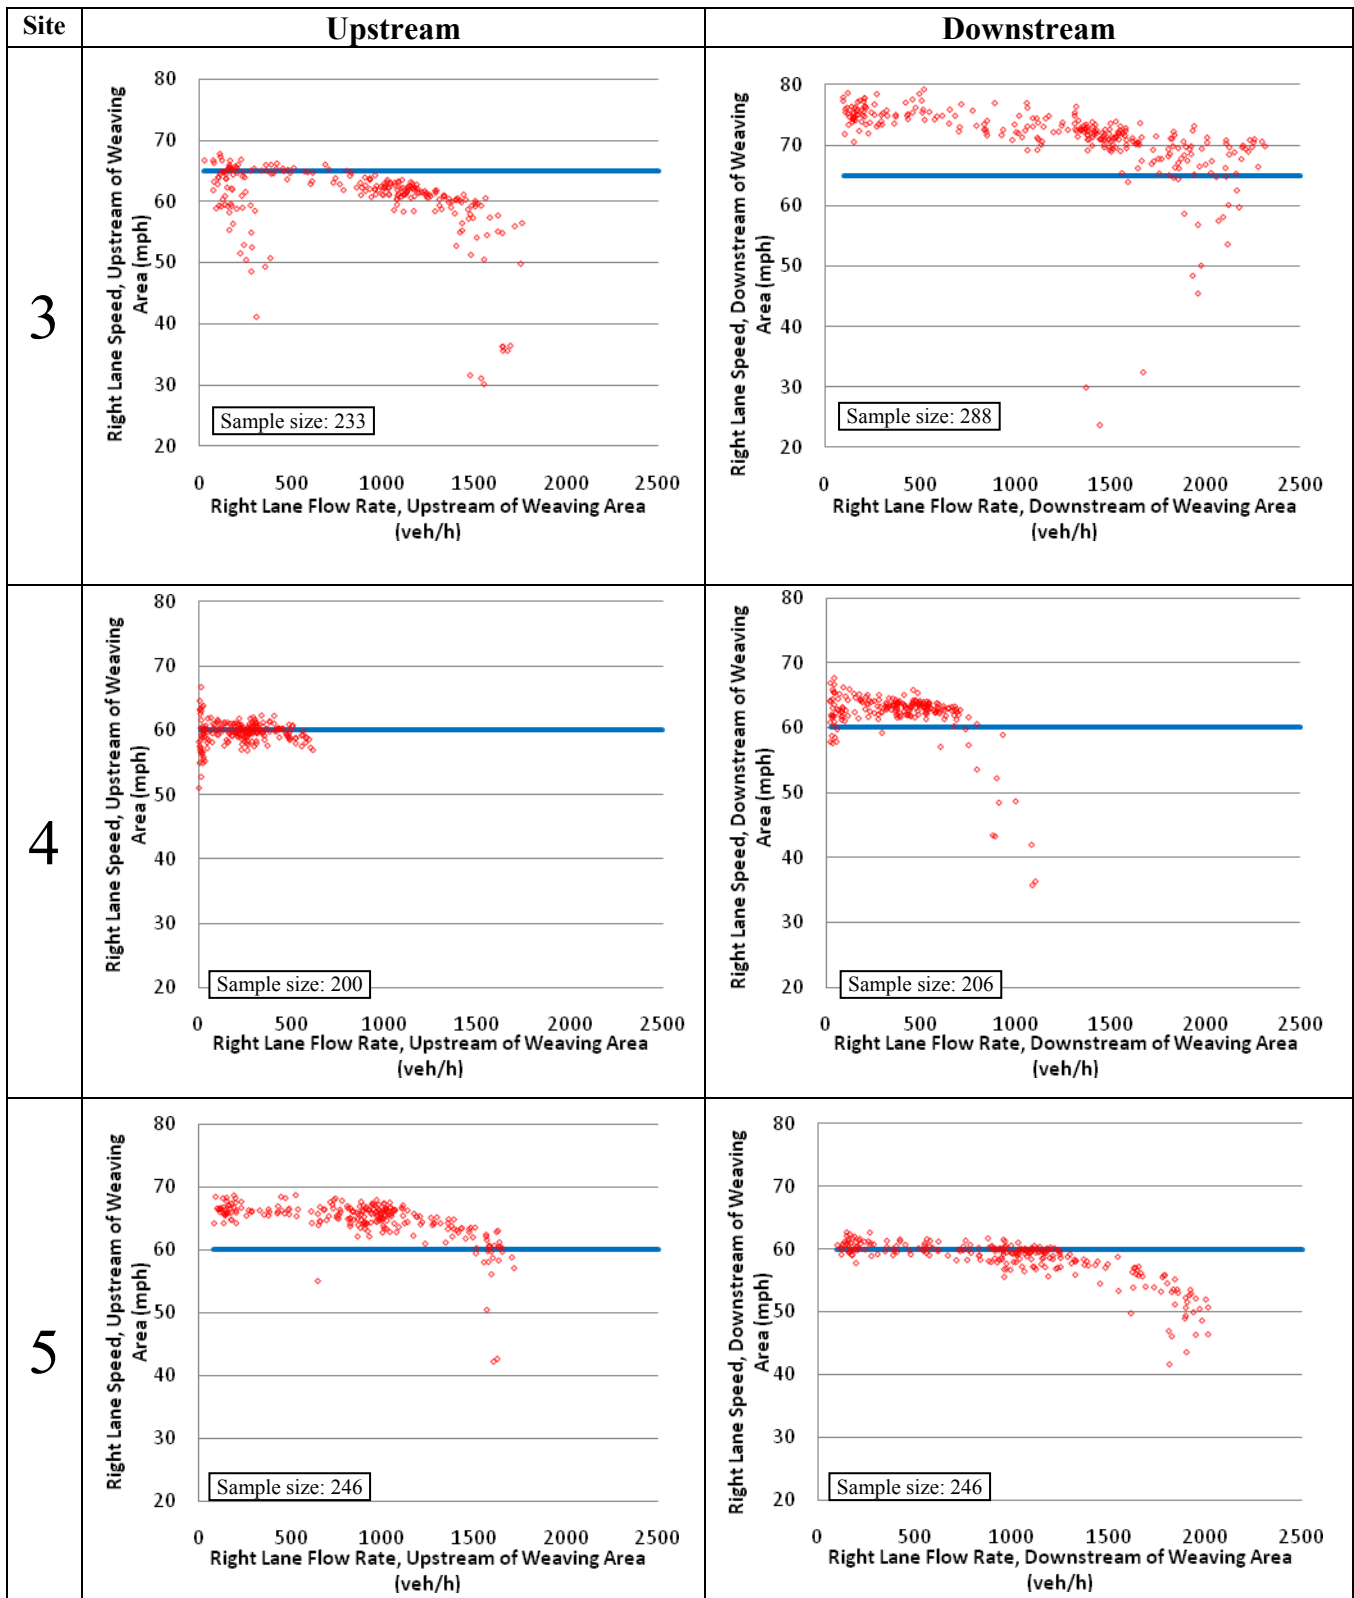 Site Upstream Downstream
3
Right Lane Speed, Upstream of Weaving
Area (mph)
80
70
60
50
40
30
20
Sample size: 233
0 500 1000 1500 2000 2500
Right Lane Flow Rate, Upstream of Weaving Area
(veh/h)
Right Lane Speed, Downstream of Weaving
Area (mph)
80
70
60
50
40
30
20
Sample size: 288
0 500 1000 1500 2000 2500
Right Lane Flow Rate, Downstream of Weaving Area
(veh/h)
4
Right Lane Speed, Upstream of Weaving
Area (mph)
80
70
60
50
40
30
20
Sample size: 200
0 500 1000 1500 2000 2500
Right Lane Flow Rate, Upstream of Weaving Area
(veh/h)
Right Lane Speed, Downstream of Weaving
Area (mph)
80
70
60
50
40
30
20
Sample size: 206
0 500 1000 1500 2000 2500
Right Lane Flow Rate, Downstream of Weaving Area
(veh/h)
5
Right Lane Speed, Upstream of Weaving
Area (mph)
80
70
60
50
40
30
20
Sample size: 246
0 500 1000 1500 2000 2500
Right Lane Flow Rate, Upstream of Weaving Area
(veh/h)
Right Lane Speed, Downstream of Weaving
Area (mph)
80
70
60
50
40
30
20
Sample size: 246
0 500 1000 1500 2000 2500
Right Lane Flow Rate, Downstream of Weaving Area
(veh/h)